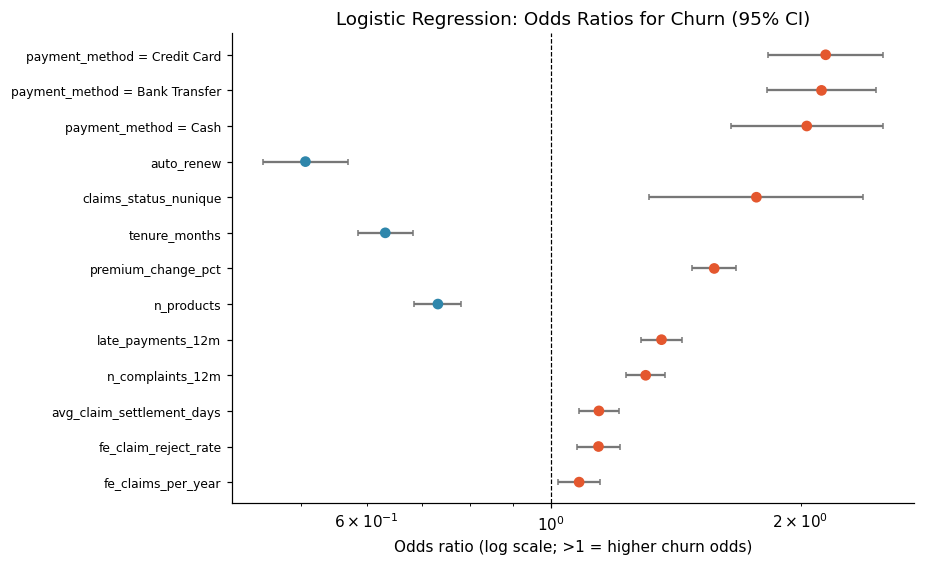 Logistic Regression: Odds Ratios for Churn (95% CI)
payment_method = Credit Card
payment_method = Bank Transfer
payment_method = Cash
auto_renew
claims_status_nunique
tenure_months
premium_change_pct
n_products
late_payments_12m
n_complaints_12m
avg_claim_settlement_days
fe_claim_reject_rate
fe_claims_per_year
6 × 10⁻¹ 10⁰ 2 × 10⁰
Odds ratio (log scale; >1 = higher churn odds)